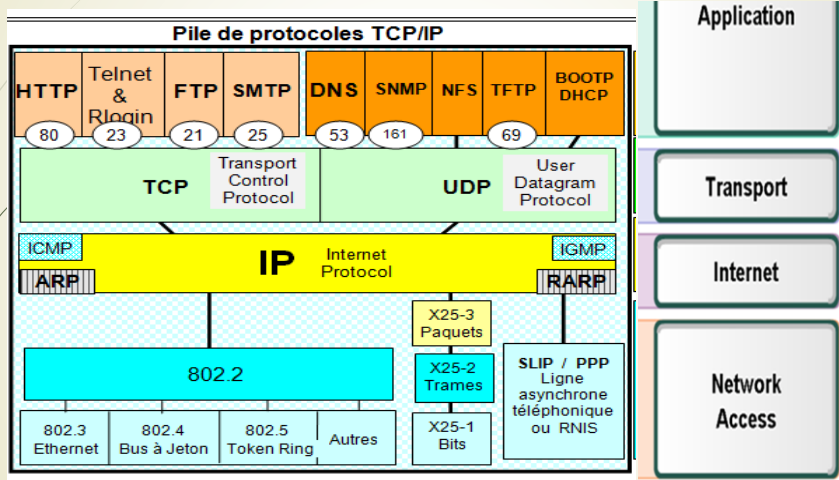 Pile de protocoles TCP/IP
HTTP
Telnet
&
Rlogin
FTP
SMTP
DNS
SNMP
NFS
TFTP
BOOTP
DHCP
80
23
21
25
53
161
69
TCP
Transport
Control
Protocol
UDP
User
Datagram
Protocol
ICMP
ARP
IP
Internet
Protocol
IGMP
RARP
X25-3
Paquets
802.2
X25-2
Trames
SLIP / PPP
Ligne
asynchrone
téléphonique
ou RNIS
802.3
Ethernet
802.4
Bus à Jeton
802.5
Token Ring
Autres
X25-1
Bits
Application
Transport
Internet
Network
Access